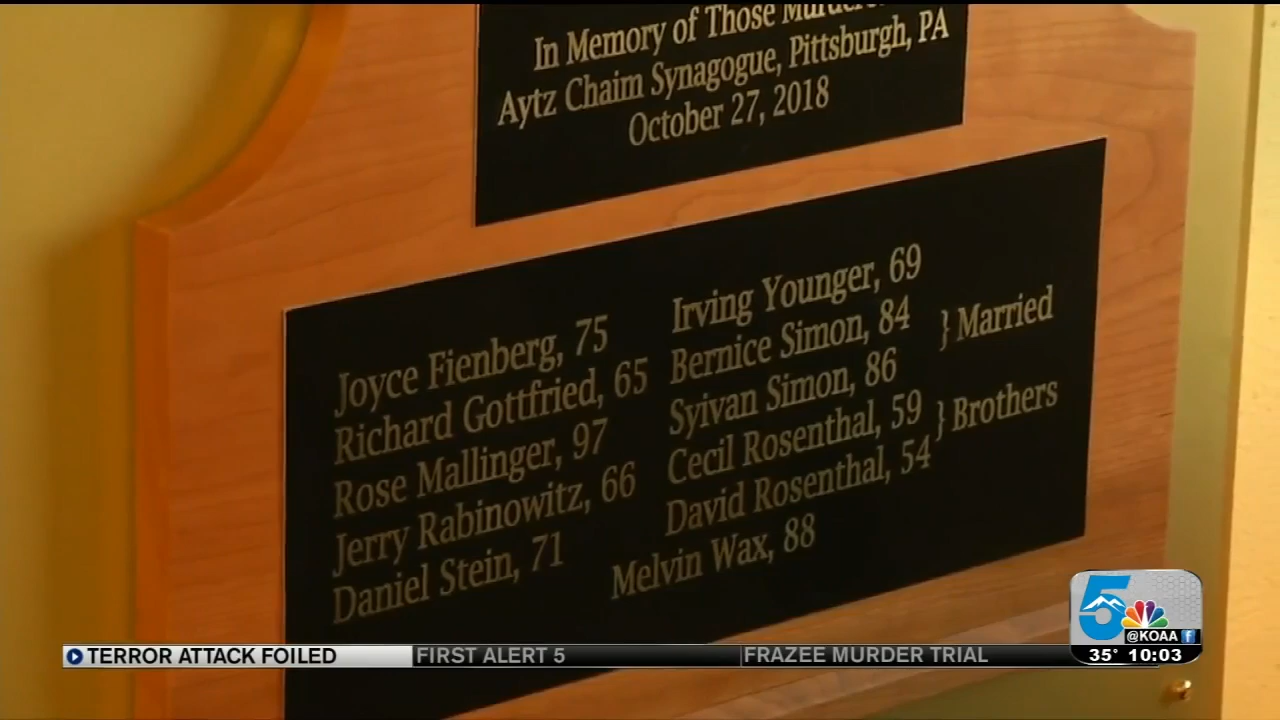 In Memory of Those Murdere
Aytz Chaim Synagogue, Pittsburgh, PA
October 27, 2018
Joyce Fienberg, 75
Richard Gottfried, 65
Rose Mallinger, 97
Jerry Rabinowitz, 66
Daniel Stein, 71
Irving Younger, 69
Bernice Simon, 84
Syivan Simon, 86
} Married
Cecil Rosenthal, 59
David Rosenthal, 54
} Brothers
Melvin Wax, 88
TERROR ATTACK FOILED
FIRST ALERT 5
FRAZEE MURDER TRIAL
5
@KOAA f
35° 10:03